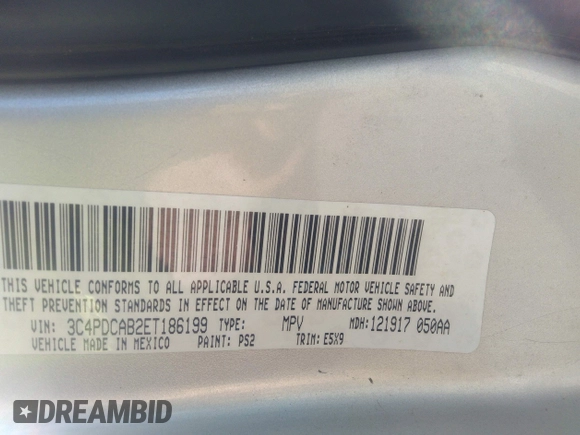 THIS VEHICLE CONFORMS TO ALL APPLICABLE U.S.A. FEDERAL MOTOR VEHICLE SAFETY AND
THEFT PREVENTION STANDARDS IN EFFECT ON THE DATE OF MANUFACTURE SHOWN ABOVE.
VIN: 3C4PDCAB2ET186199 TYPE: MPV MDH: 121917 050AA
VEHICLE MADE IN MEXICO PAINT: PS2 TRIM: E5X9
DREAMBID